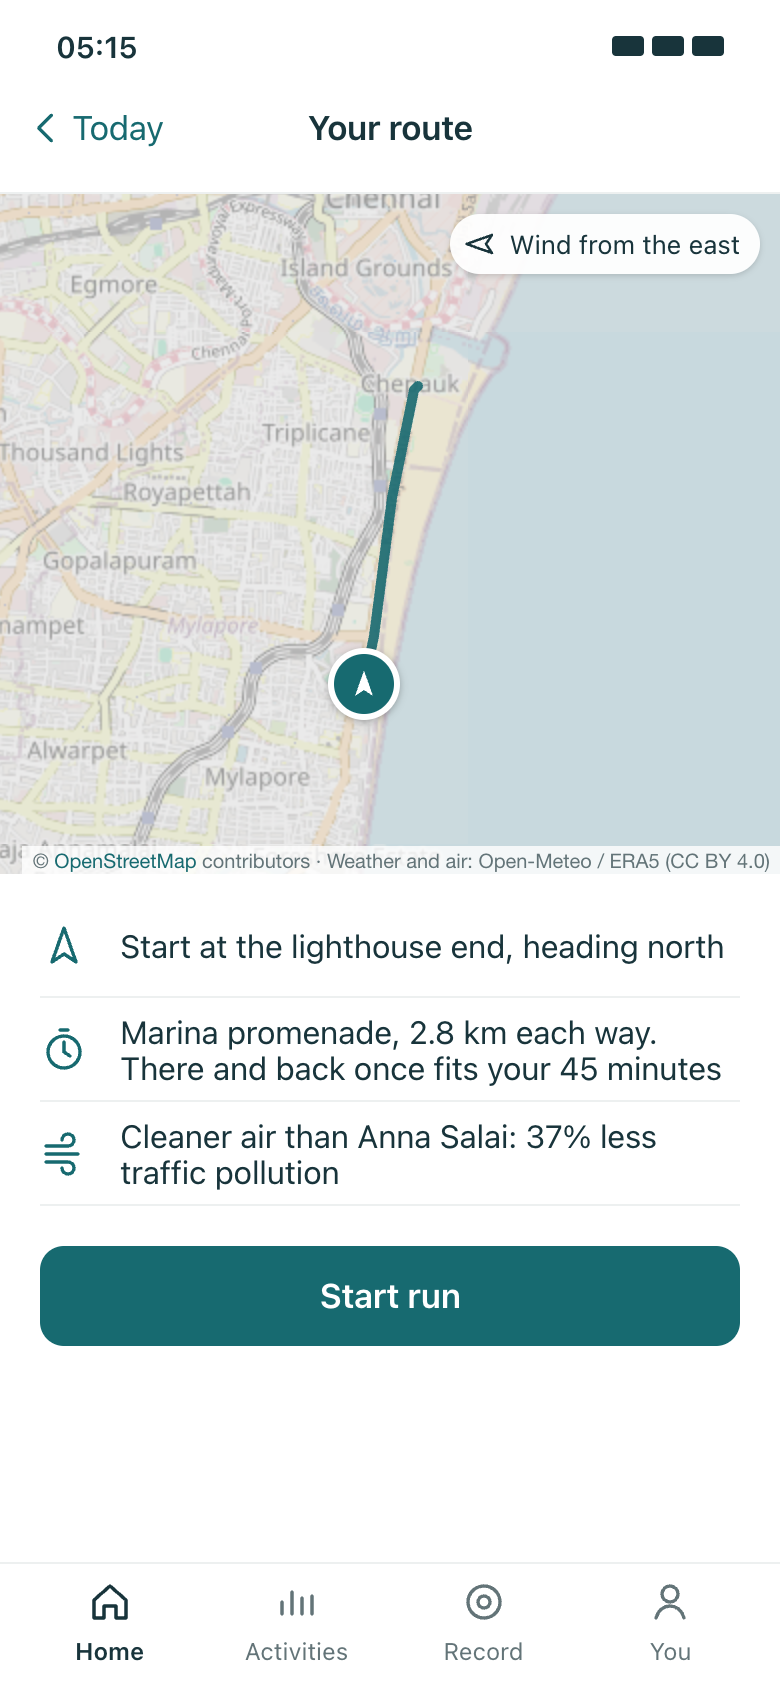 05:15
Today
Your route
Chennai
Expressway
Wind from the east
Island Grounds
Egmore
Chennai
Chepauk
Triplicane
Thousand Lights
Royapettah
Gopalapuram
nampet
Mylapore
Alwarpet
Mylapore
© OpenStreetMap contributors · Weather and air: Open-Meteo / ERA5 (CC BY 4.0)
Start at the lighthouse end, heading north
Marina promenade, 2.8 km each way.
There and back once fits your 45 minutes
Cleaner air than Anna Salai: 37% less
traffic pollution
Start run
Home
Activities
Record
You